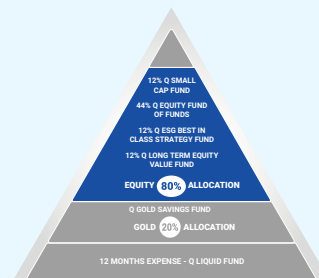 12% Q SMALL
CAP FUND
44% Q EQUITY FUND
OF FUNDS
12% Q ESG BEST IN
CLASS STRATEGY FUND
12% Q LONG TERM EQUITY
VALUE FUND
EQUITY 80% ALLOCATION
Q GOLD SAVINGS FUND
GOLD 20% ALLOCATION
12 MONTHS EXPENSE - Q LIQUID FUND